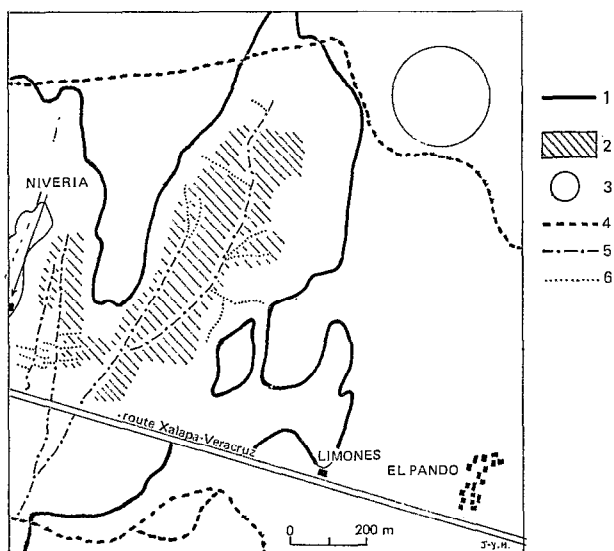 NIVERIA
route Xalapa-Veracruz
LIMONES
EL PANDO
0 200 m
J-Y.M.
1
2
3
4
5
6